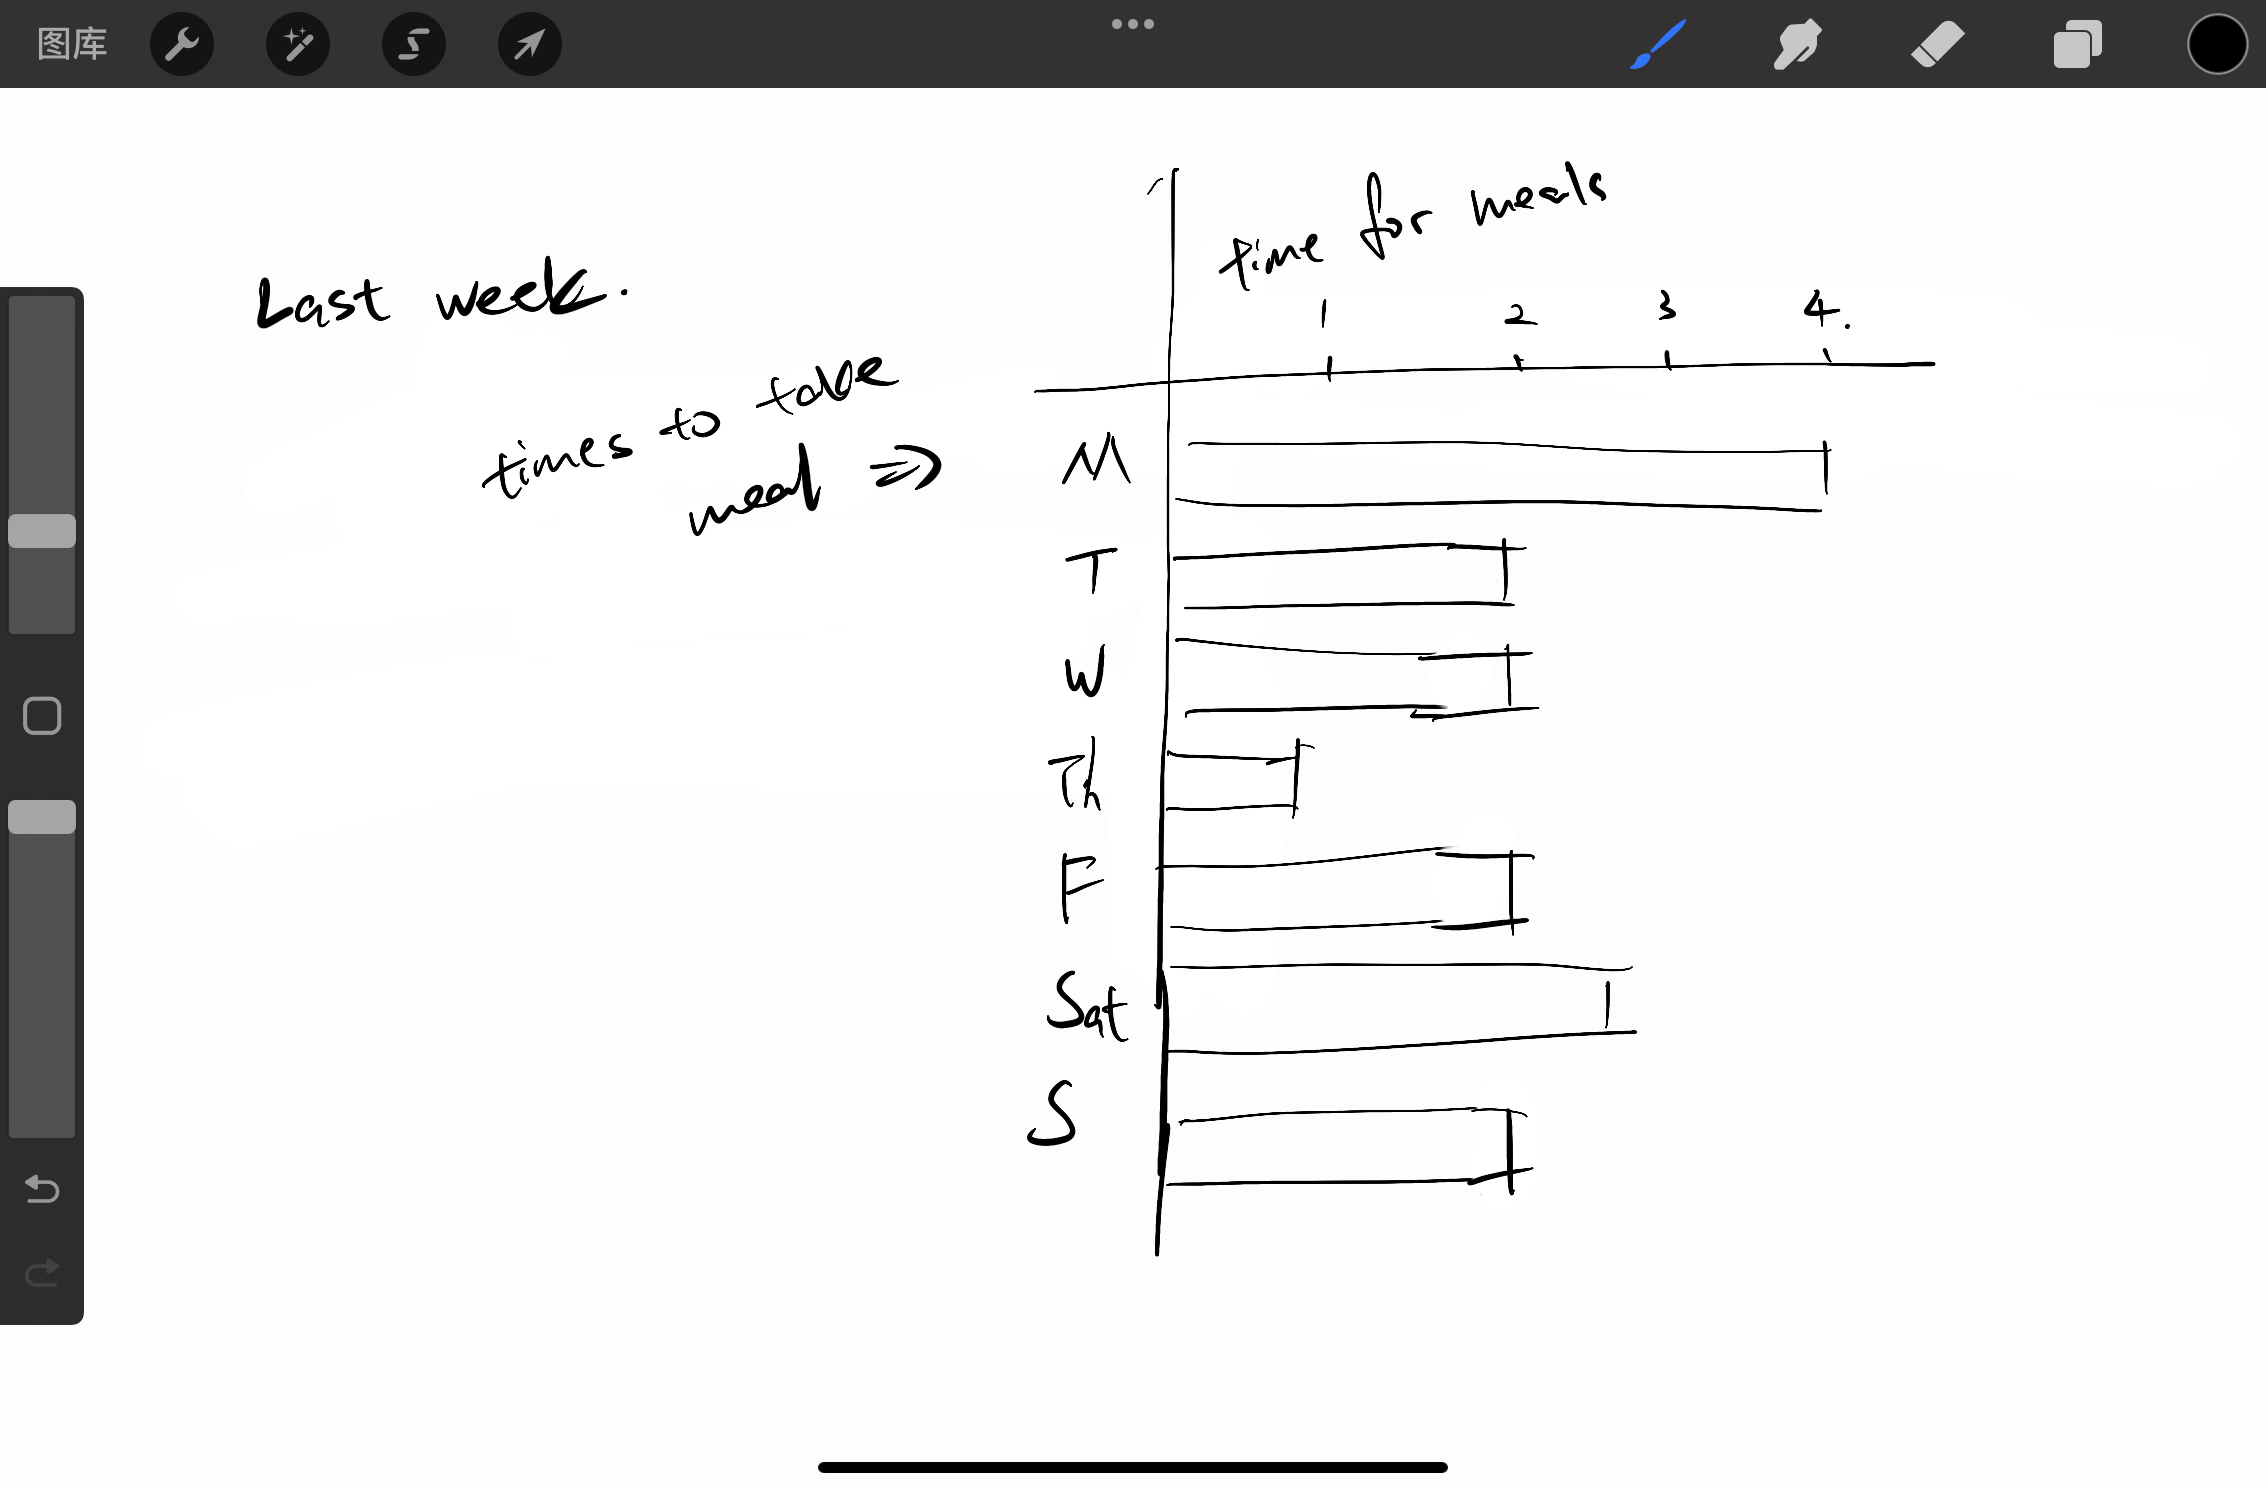 图库
Last week.
times to take
meal ⇒
time for meals
1 2 3 4.
M
T
W
Th
F
Sat
S